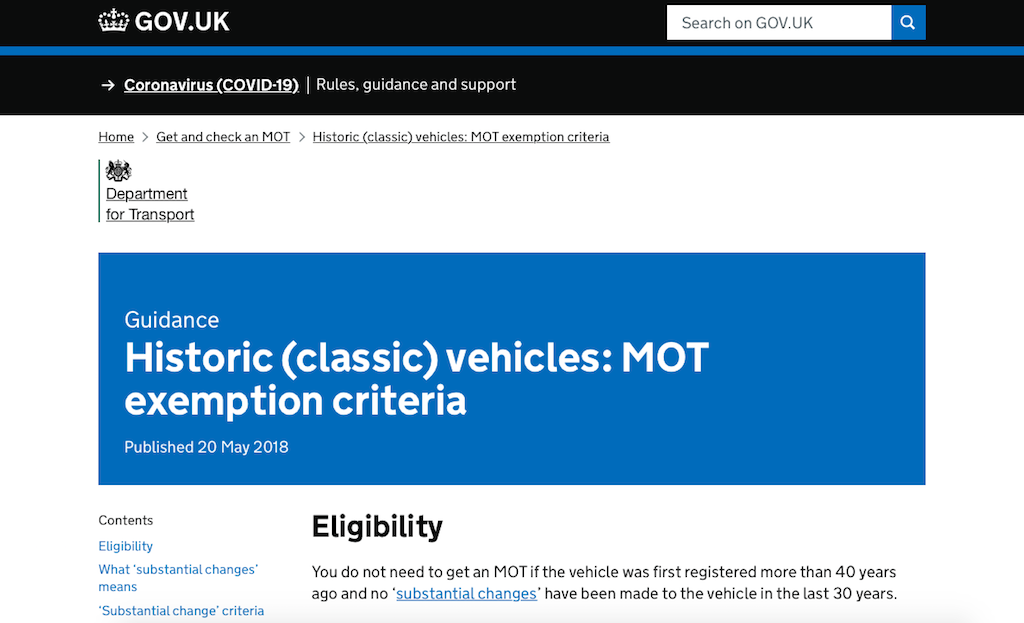 GOV.UK
Search on GOV.UK
→ Coronavirus (COVID-19) | Rules, guidance and support
Home > Get and check an MOT > Historic (classic) vehicles: MOT exemption criteria
Department
for Transport
Guidance
Historic (classic) vehicles: MOT
exemption criteria
Published 20 May 2018
Contents
Eligibility
What ‘substantial changes’
means
‘Substantial change’ criteria
Eligibility
You do not need to get an MOT if the vehicle was first registered more than 40 years
ago and no ‘substantial changes’ have been made to the vehicle in the last 30 years.